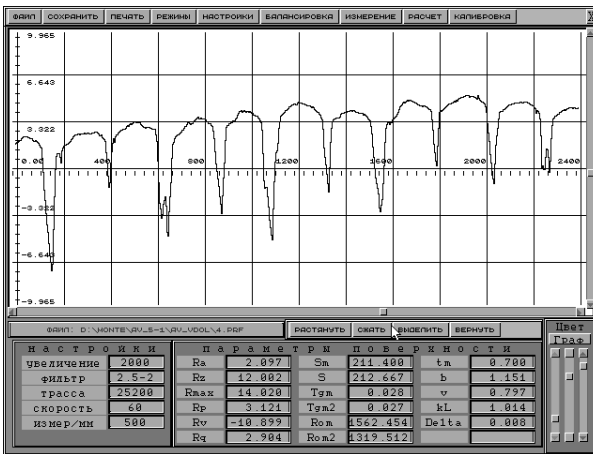 ФАИЛ СОХРАНИТЬ ПЕЧАТЬ РЕЖИМЫ НАСТРОЙКИ БАЛАНСИРОВКА ИЗМЕРЕНИЕ РАСЧЕТ КАЛИБРОВКА
9.965
6.643
3.322
0.00 400 800 1200 1600 2000 2400
-3.322
-6.643
-9.965
ФАИЛ: D:\MONTE\AV_S-1\AV_VDOL\4.PRF РАСТЯНУТЬ СЖАТЬ ВЫДЕЛИТЬ ВЕРНУТЬ Цвет
Граф
Настройки Параметры поверхности
увеличение 2000 Ra 2.097 Sm 211.400 tm 0.700
фильтр 2.5-2 Rz 12.002 S 212.667 b 1.151
трасса 25200 Rmax 14.020 Tgm 0.028 v 0.797
скорость 60 Rp 3.121 Tgm2 0.027 kL 1.014
измер/мм 500 Rv -10.899 Rom 1562.454 Delta 0.008
Rq 2.904 Rom2 1319.512